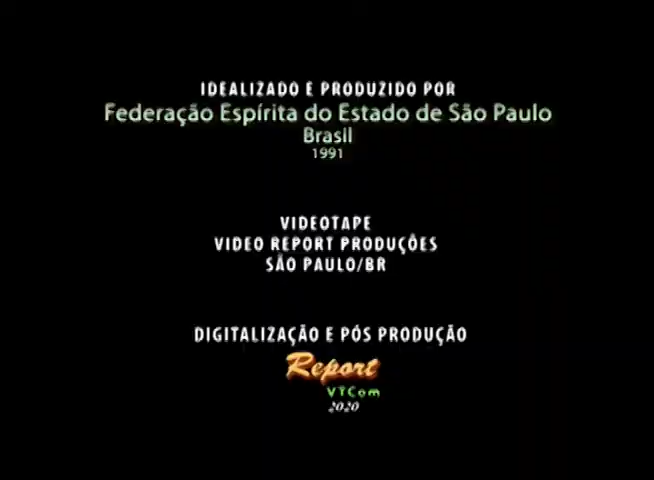 IDEALIZADO E PRODUZIDO POR
Federação Espírita do Estado de São Paulo
Brasil
1991
VIDEOTAPE
VIDEO REPORT PRODUÇÕES
SÃO PAULO/BR
DIGITALIZAÇÃO E PÓS PRODUÇÃO
Report
VTCom
2020